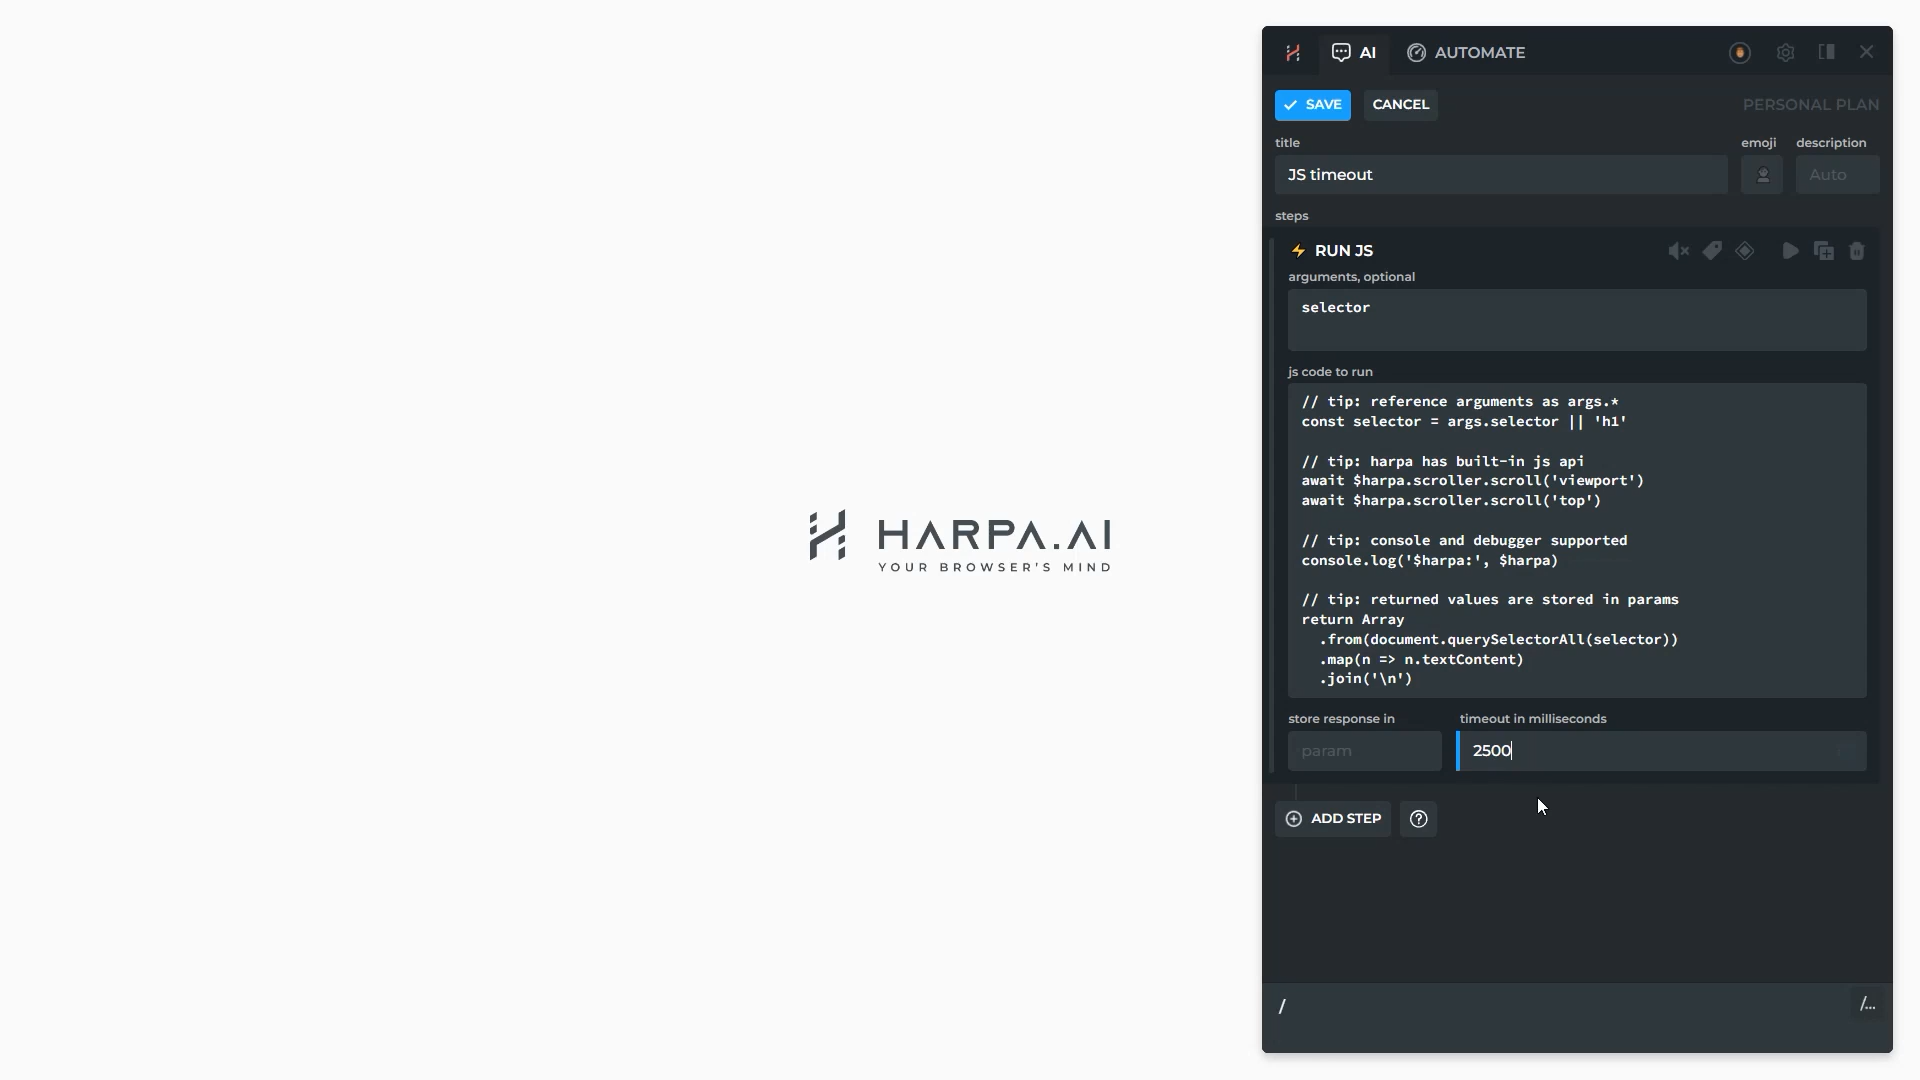 HARPA.AI
YOUR BROWSER'S MIND
AI
AUTOMATE
SAVE
CANCEL
PERSONAL PLAN
title
emoji
description
JS timeout
Auto
steps
RUN JS
arguments, optional
selector
js code to run
// tip: reference arguments as args.*
const selector = args.selector || 'h1'
// tip: harpa has built-in js api
await $harpa.scroller.scroll('viewport')
await $harpa.scroller.scroll('top')
// tip: console and debugger supported
console.log('$harpa:', $harpa)
// tip: returned values are stored in params
return Array
.from(document.querySelectorAll(selector))
.map(n => n.textContent)
.join('\n')
store response in
timeout in milliseconds
param
2500
ADD STEP
/
/...